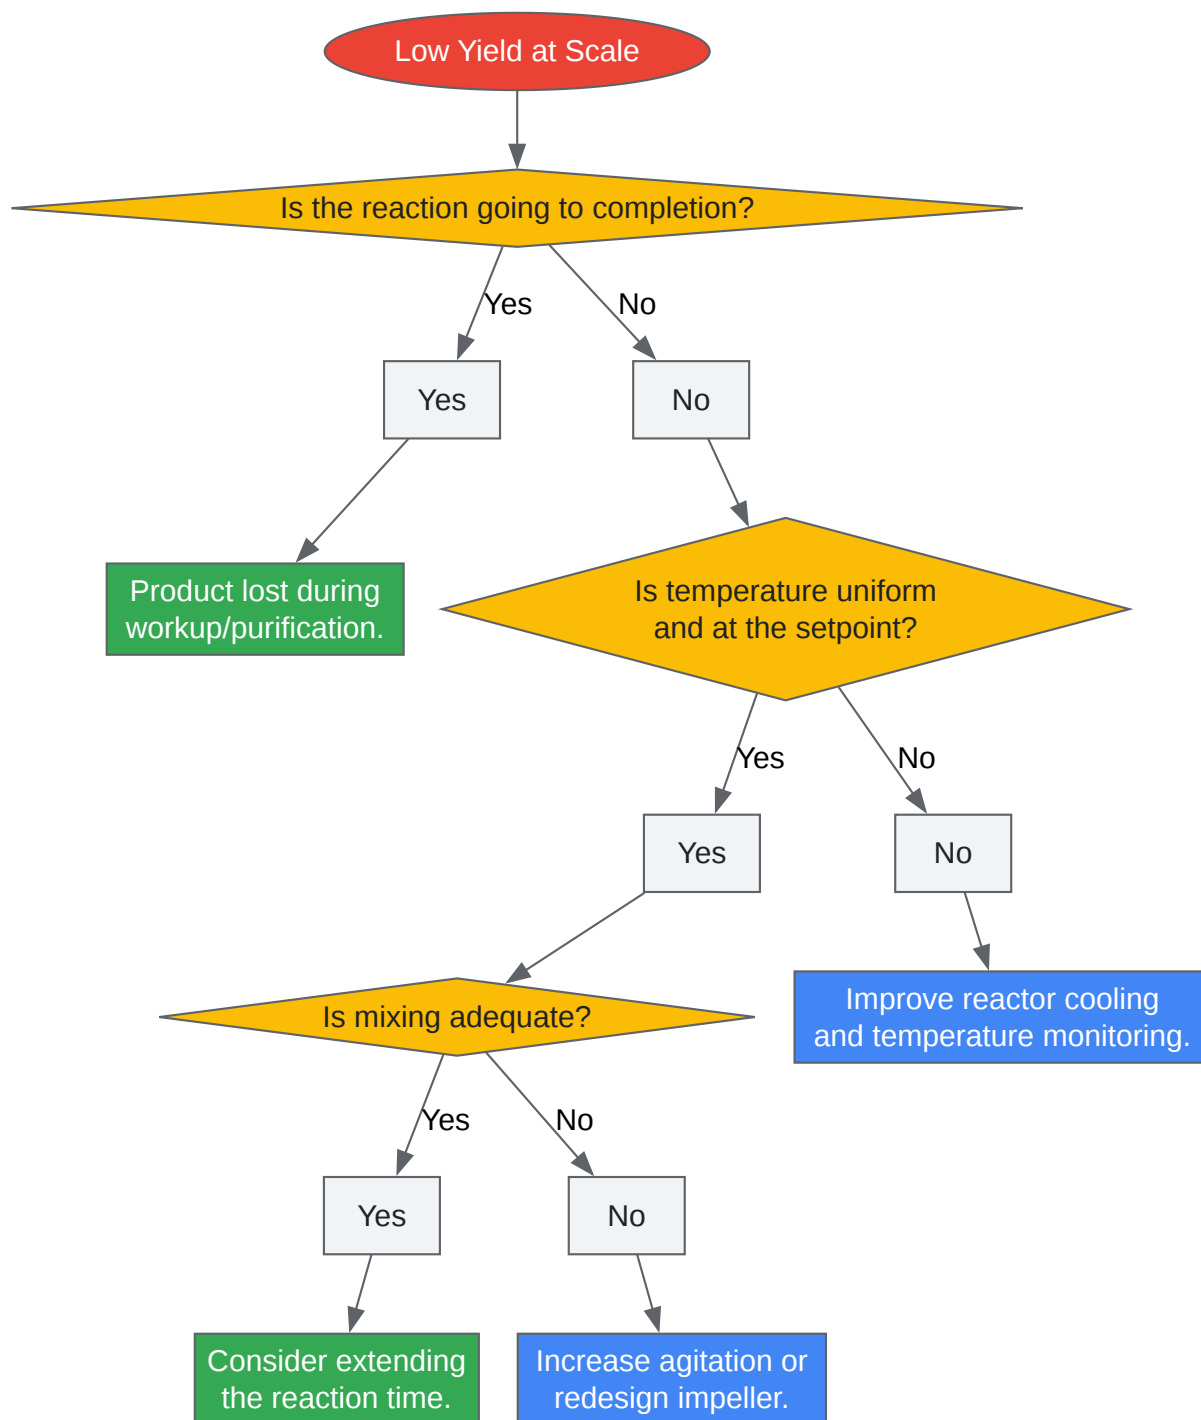 Low Yield at Scale
Is the reaction going to completion?
Yes
No
Yes
No
Product lost during
workup/purification.
Is temperature uniform
and at the setpoint?
Yes
No
Yes
No
Improve reactor cooling
and temperature monitoring.
Is mixing adequate?
Yes
No
Yes
No
Consider extending
the reaction time.
Increase agitation or
redesign impeller.